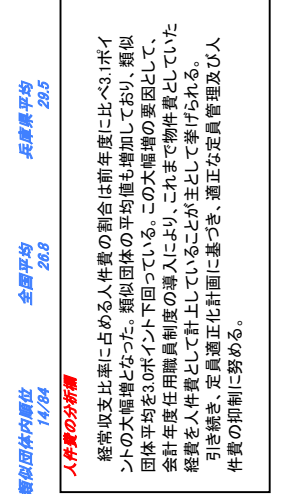 類似団体内順位 全国平均 兵庫県平均
14/84 26.8 29.5
人件費の分析欄
経常収支比率に占める人件費の割合は前年度に比べ3.1ポイ
ントの大幅増となった。類似団体の平均値も増加しており、類似
団体平均を3.0ポイント下回っている。この大幅増の要因として、
会計年度任用職員制度の導入により、これまで物件費としていた
経費を人件費として計上していることが主として挙げられる。
引き続き、定員適正化計画に基づき、適正な定員管理及び人
件費の抑制に努める。